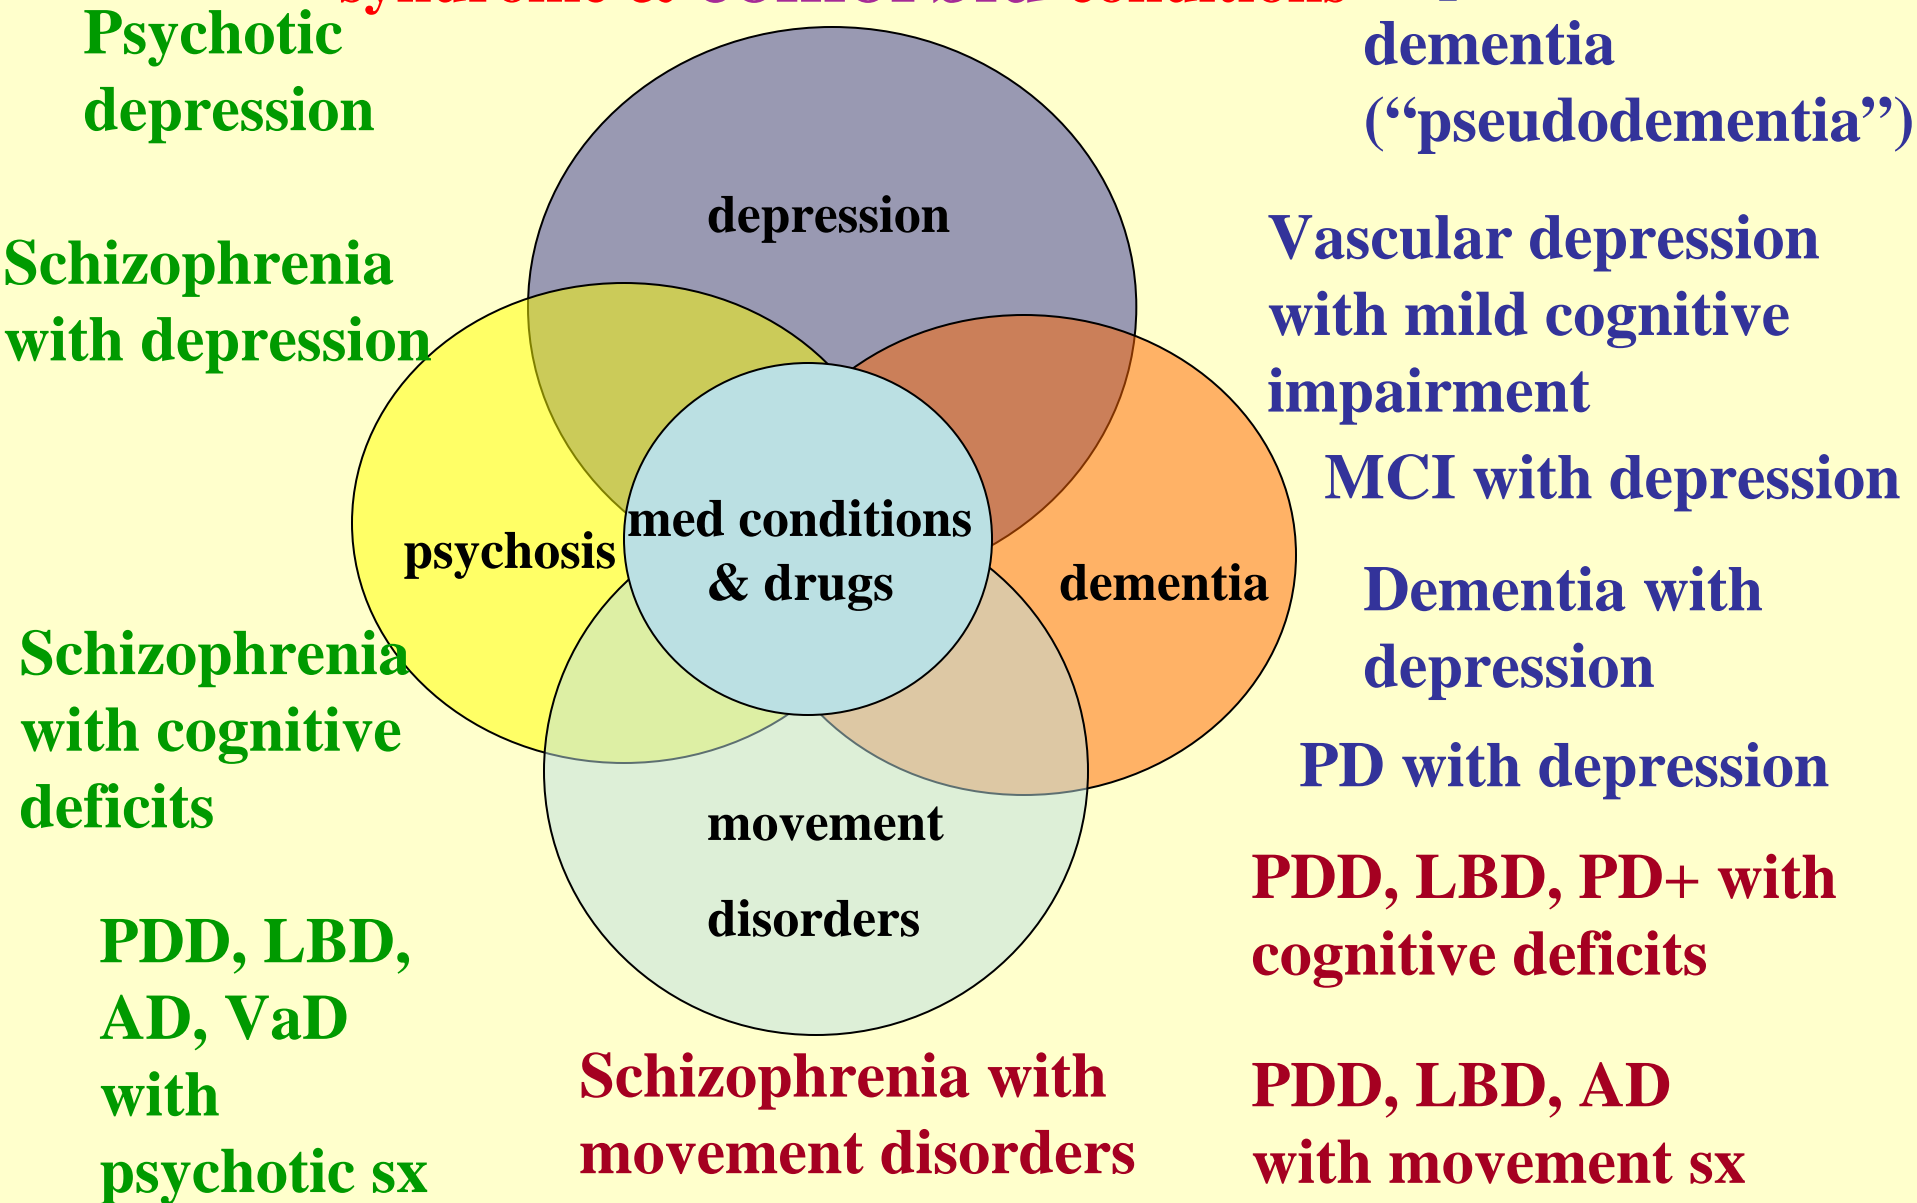 syndrome & comorbid conditions
Psychotic
depression
Schizophrenia
with depression
Schizophrenia
with cognitive
deficits
PDD, LBD,
AD, VaD
with
psychotic sx
depression
psychosis
med conditions
& drugs
dementia
movement
disorders
Schizophrenia with
movement disorders
dementia
(“pseudodementia”)
Vascular depression
with mild cognitive
impairment
MCI with depression
Dementia with
depression
PD with depression
PDD, LBD, PD+ with
cognitive deficits
PDD, LBD, AD
with movement sx